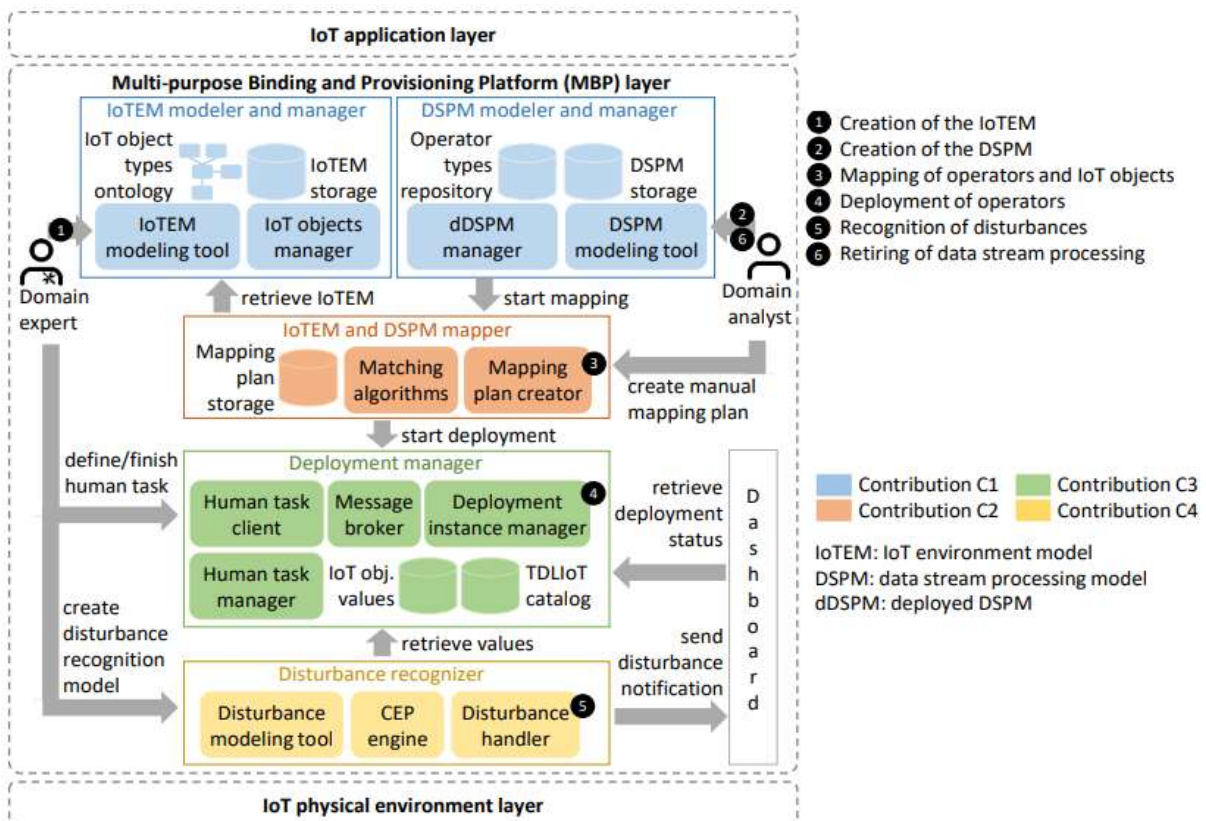 IoT application layer
Multi-purpose Binding and Provisioning Platform (MBP) layer
IoTEM modeler and manager
IoT object
types
ontology
IoTEM
storage
IoTEM
modeling tool
IoT objects
manager
DSPM modeler and manager
Operator
types
repository
DSPM
storage
dDSPM
manager
DSPM
modeling tool
1
2
6
Domain
expert
Domain
analyst
retrieve IoTEM
start mapping
IoTEM and DSPM mapper
Mapping
plan
storage
Matching
algorithms
Mapping
plan creator
3
create manual
mapping plan
start deployment
define/finish
human task
Deployment manager
Human task
client
Message
broker
Deployment
instance manager
4
Human task
manager
IoT obj.
values
TDLIoT
catalog
retrieve
deployment
status
Dashboard
create
disturbance
recognition
model
retrieve values
Disturbance recognizer
Disturbance
modeling tool
CEP
engine
Disturbance
handler
5
send
disturbance
notification
IoT physical environment layer
1 Creation of the IoTEM
2 Creation of the DSPM
3 Mapping of operators and IoT objects
4 Deployment of operators
5 Recognition of disturbances
6 Retiring of data stream processing
Contribution C1
Contribution C3
Contribution C2
Contribution C4
IoTEM: IoT environment model
DSPM: data stream processing model
dDSPM: deployed DSPM